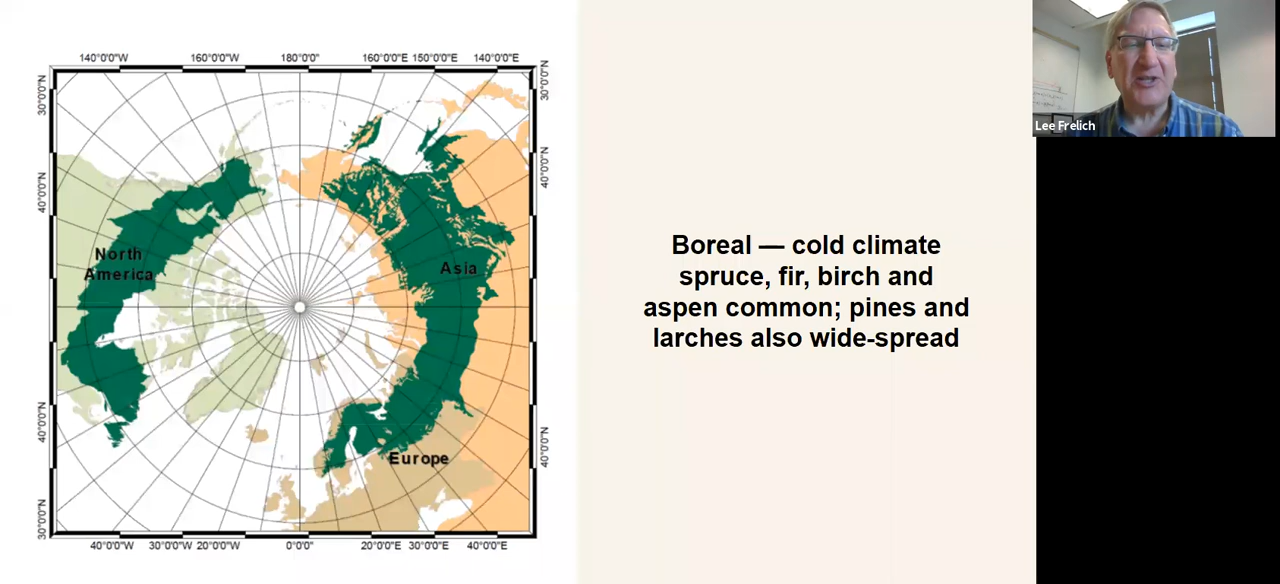 140°0'0"W 160°0'0"W 180°0'0" 160°0'0"E 150°0'0"E 140°0'0"E
30°0'0"N
30°0'0"N
40°0'0"N
40°0'0"N
North
America
Asia
40°0'0"N
40°0'0"N
Europe
30°0'0"N
40°0'0"W 30°0'0"W 20°0'0"W 0°0'0" 20°0'0"E 30°0'0"E 40°0'0"E
Boreal — cold climate
spruce, fir, birch and
aspen common; pines and
larches also wide-spread
Lee Frelich